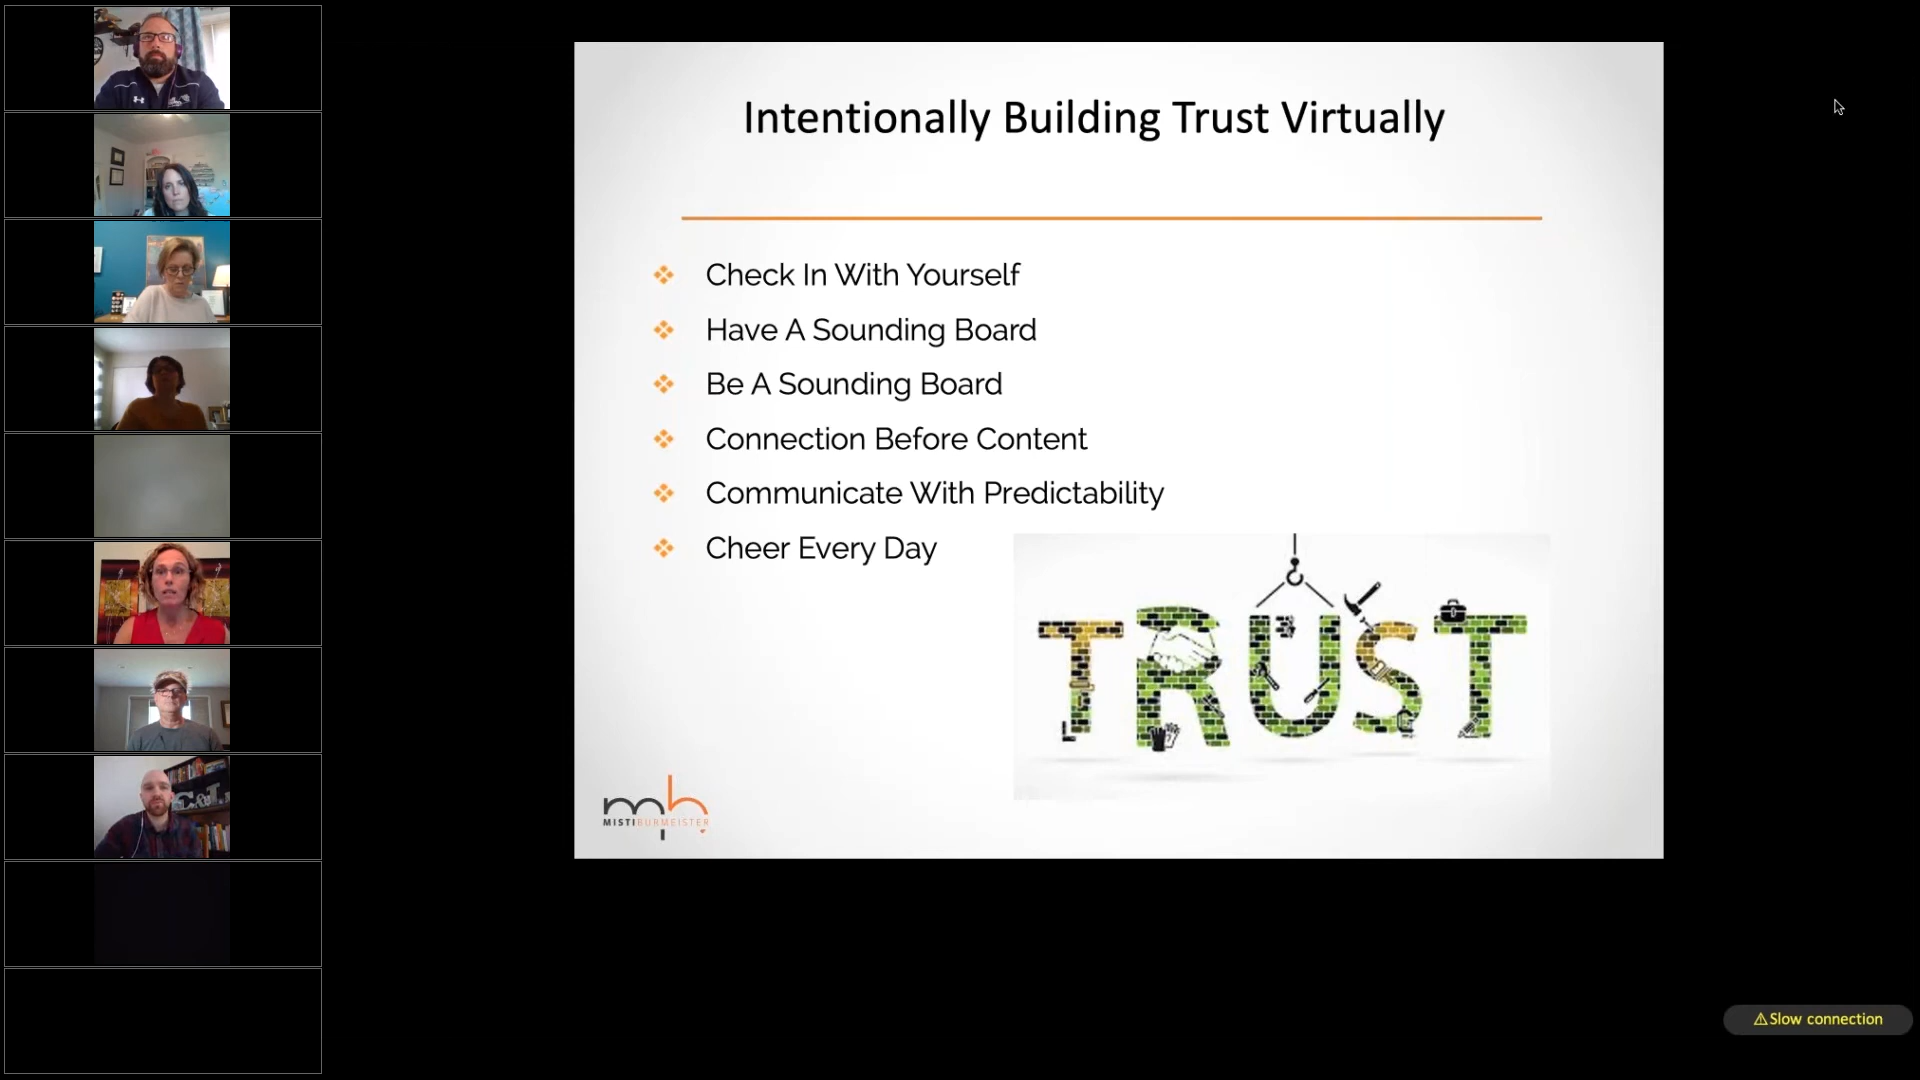 Intentionally Building Trust Virtually
Check In With Yourself
Have A Sounding Board
Be A Sounding Board
Connection Before Content
Communicate With Predictability
Cheer Every Day
TRUST
mb
MISTIBURMEISTER
Slow connection